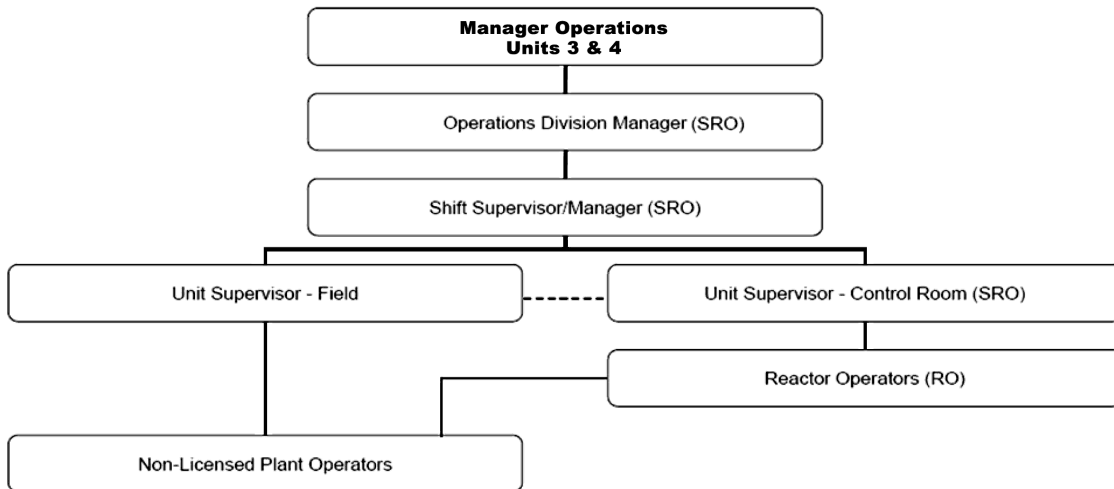 Manager Operations
Units 3 & 4
Operations Division Manager (SRO)
Shift Supervisor/Manager (SRO)
Unit Supervisor - Field
Unit Supervisor - Control Room (SRO)
Reactor Operators (RO)
Non-Licensed Plant Operators